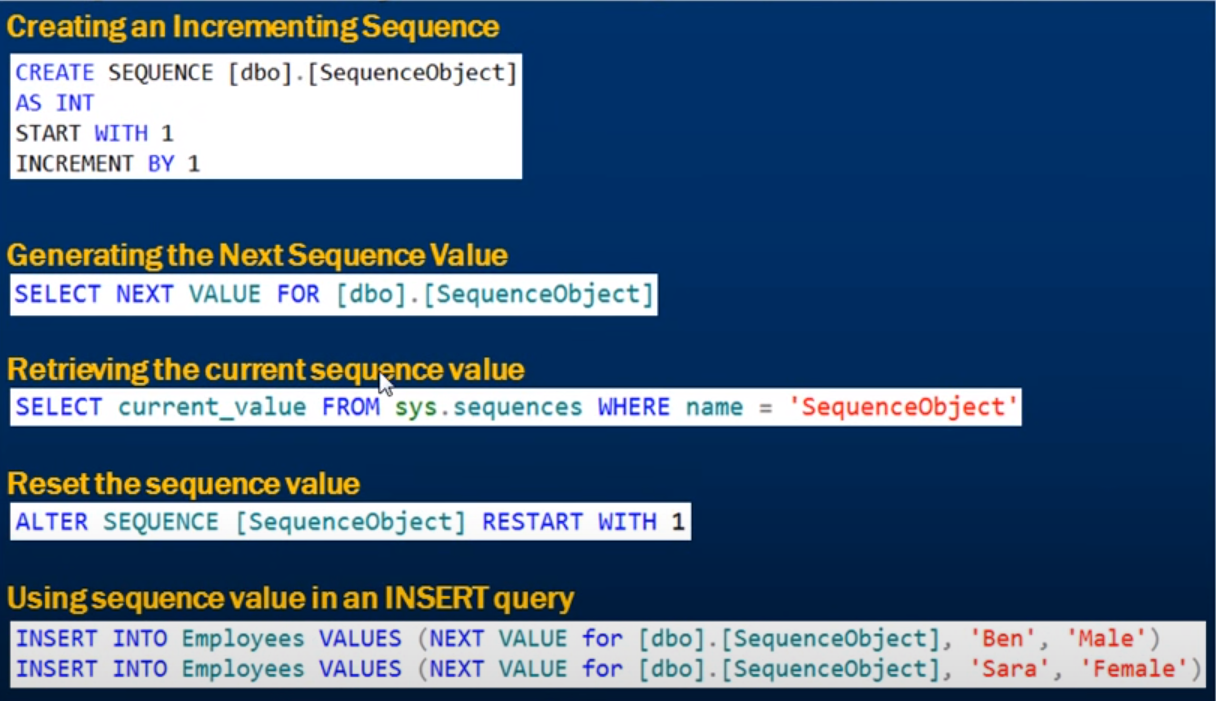 Creating an Incrementing Sequence
CREATE SEQUENCE [dbo].[SequenceObject]
AS INT
START WITH 1
INCREMENT BY 1
Generating the Next Sequence Value
SELECT NEXT VALUE FOR [dbo].[SequenceObject]
Retrieving the current sequence value
SELECT current_value FROM sys.sequences WHERE name = 'SequenceObject'
Reset the sequence value
ALTER SEQUENCE [SequenceObject] RESTART WITH 1
Using sequence value in an INSERT query
INSERT INTO Employees VALUES (NEXT VALUE for [dbo].[SequenceObject], 'Ben', 'Male')
INSERT INTO Employees VALUES (NEXT VALUE for [dbo].[SequenceObject], 'Sara', 'Female')